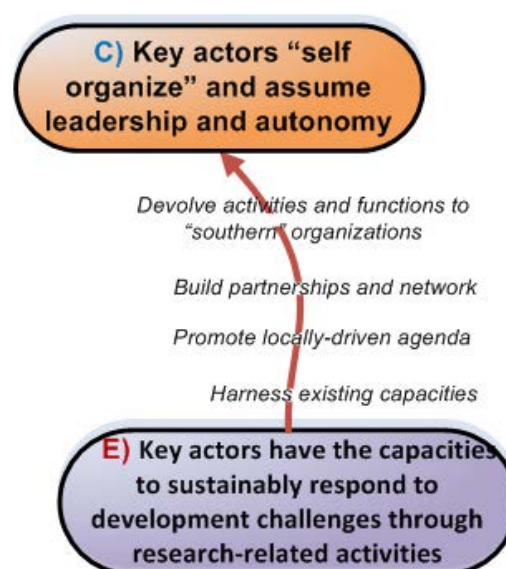 C) Key actors “self
organize” and assume
leadership and autonomy
Devolve activities and functions to
“southern” organizations
Build partnerships and network
Promote locally-driven agenda
Harness existing capacities
E) Key actors have the capacities
to sustainably respond to
development challenges through
research-related activities